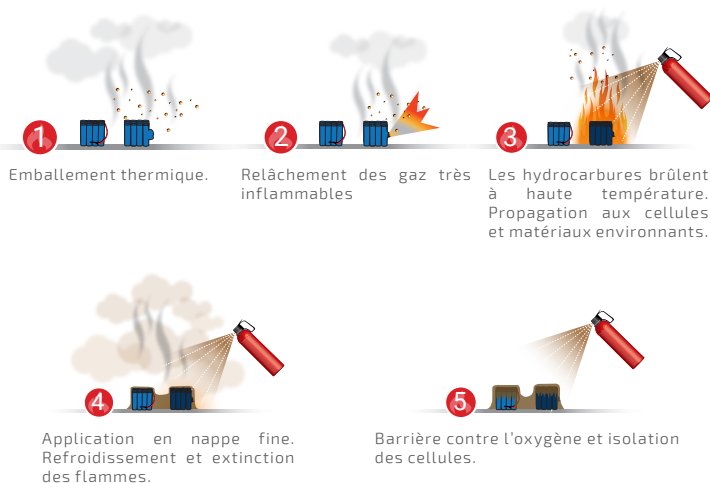 1
Emballement thermique.
2
Relâchement des gaz très
inflammables
3
Les hydrocarbures brûlent
à haute température.
Propagation aux cellules
et matériaux environnants.
4
Application en nappe fine.
Refroidissement et extinction
des flammes.
5
Barrière contre l'oxygène et isolation
des cellules.